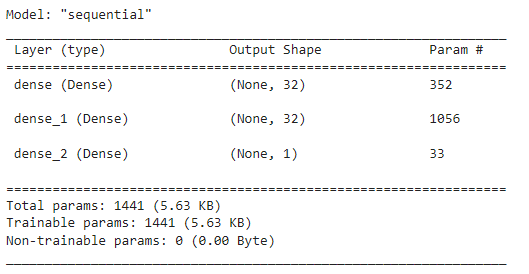 Model: "sequential"
Layer (type) Output Shape Param #
dense (Dense) (None, 32) 352
dense_1 (Dense) (None, 32) 1056
dense_2 (Dense) (None, 1) 33
Total params: 1441 (5.63 KB)
Trainable params: 1441 (5.63 KB)
Non-trainable params: 0 (0.00 Byte)